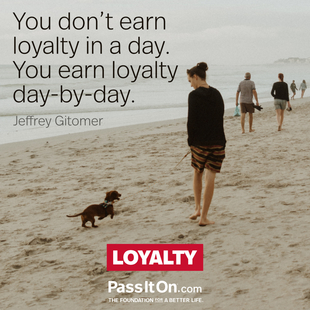 You don't earn
loyalty in a day.
You earn loyalty
day-by-day.
Jeffrey Gitomer
LOYALTY
PassItOn.com
THE FOUNDATION FOR A BETTER LIFE.